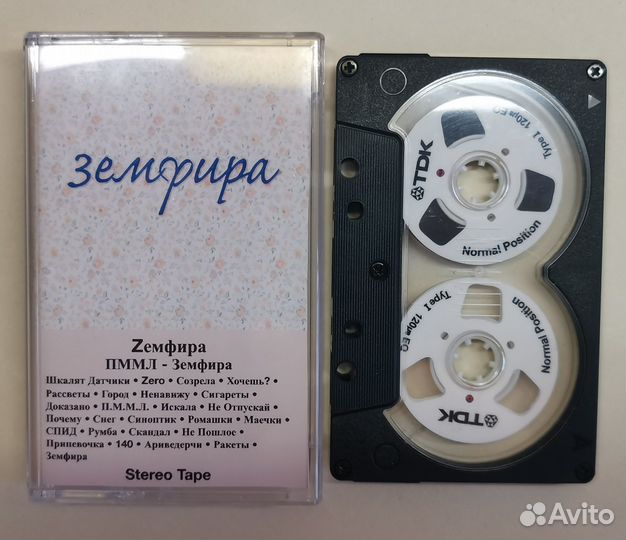 земфира
Zемфира
ПММЛ - Земфира
Шкалят Датчики • Zero • Созрела • Хочешь? •
Рассветы • Город • Ненавижу • Сигареты •
Доказано • П.М.М.Л. • Искала • Не Отпускай •
Почему • Снег • Синоптик • Ромашки • Маечки •
СПИД • Румба • Скандал • Не Пошлое •
Припевочка • 140 • Ариведерчи • Ракеты •
Земфира
Stereo Tape
TDK
Type I 120µs EQ
Normal Position
Type I 120µs EQ
Normal Position
TDK
A
Avito